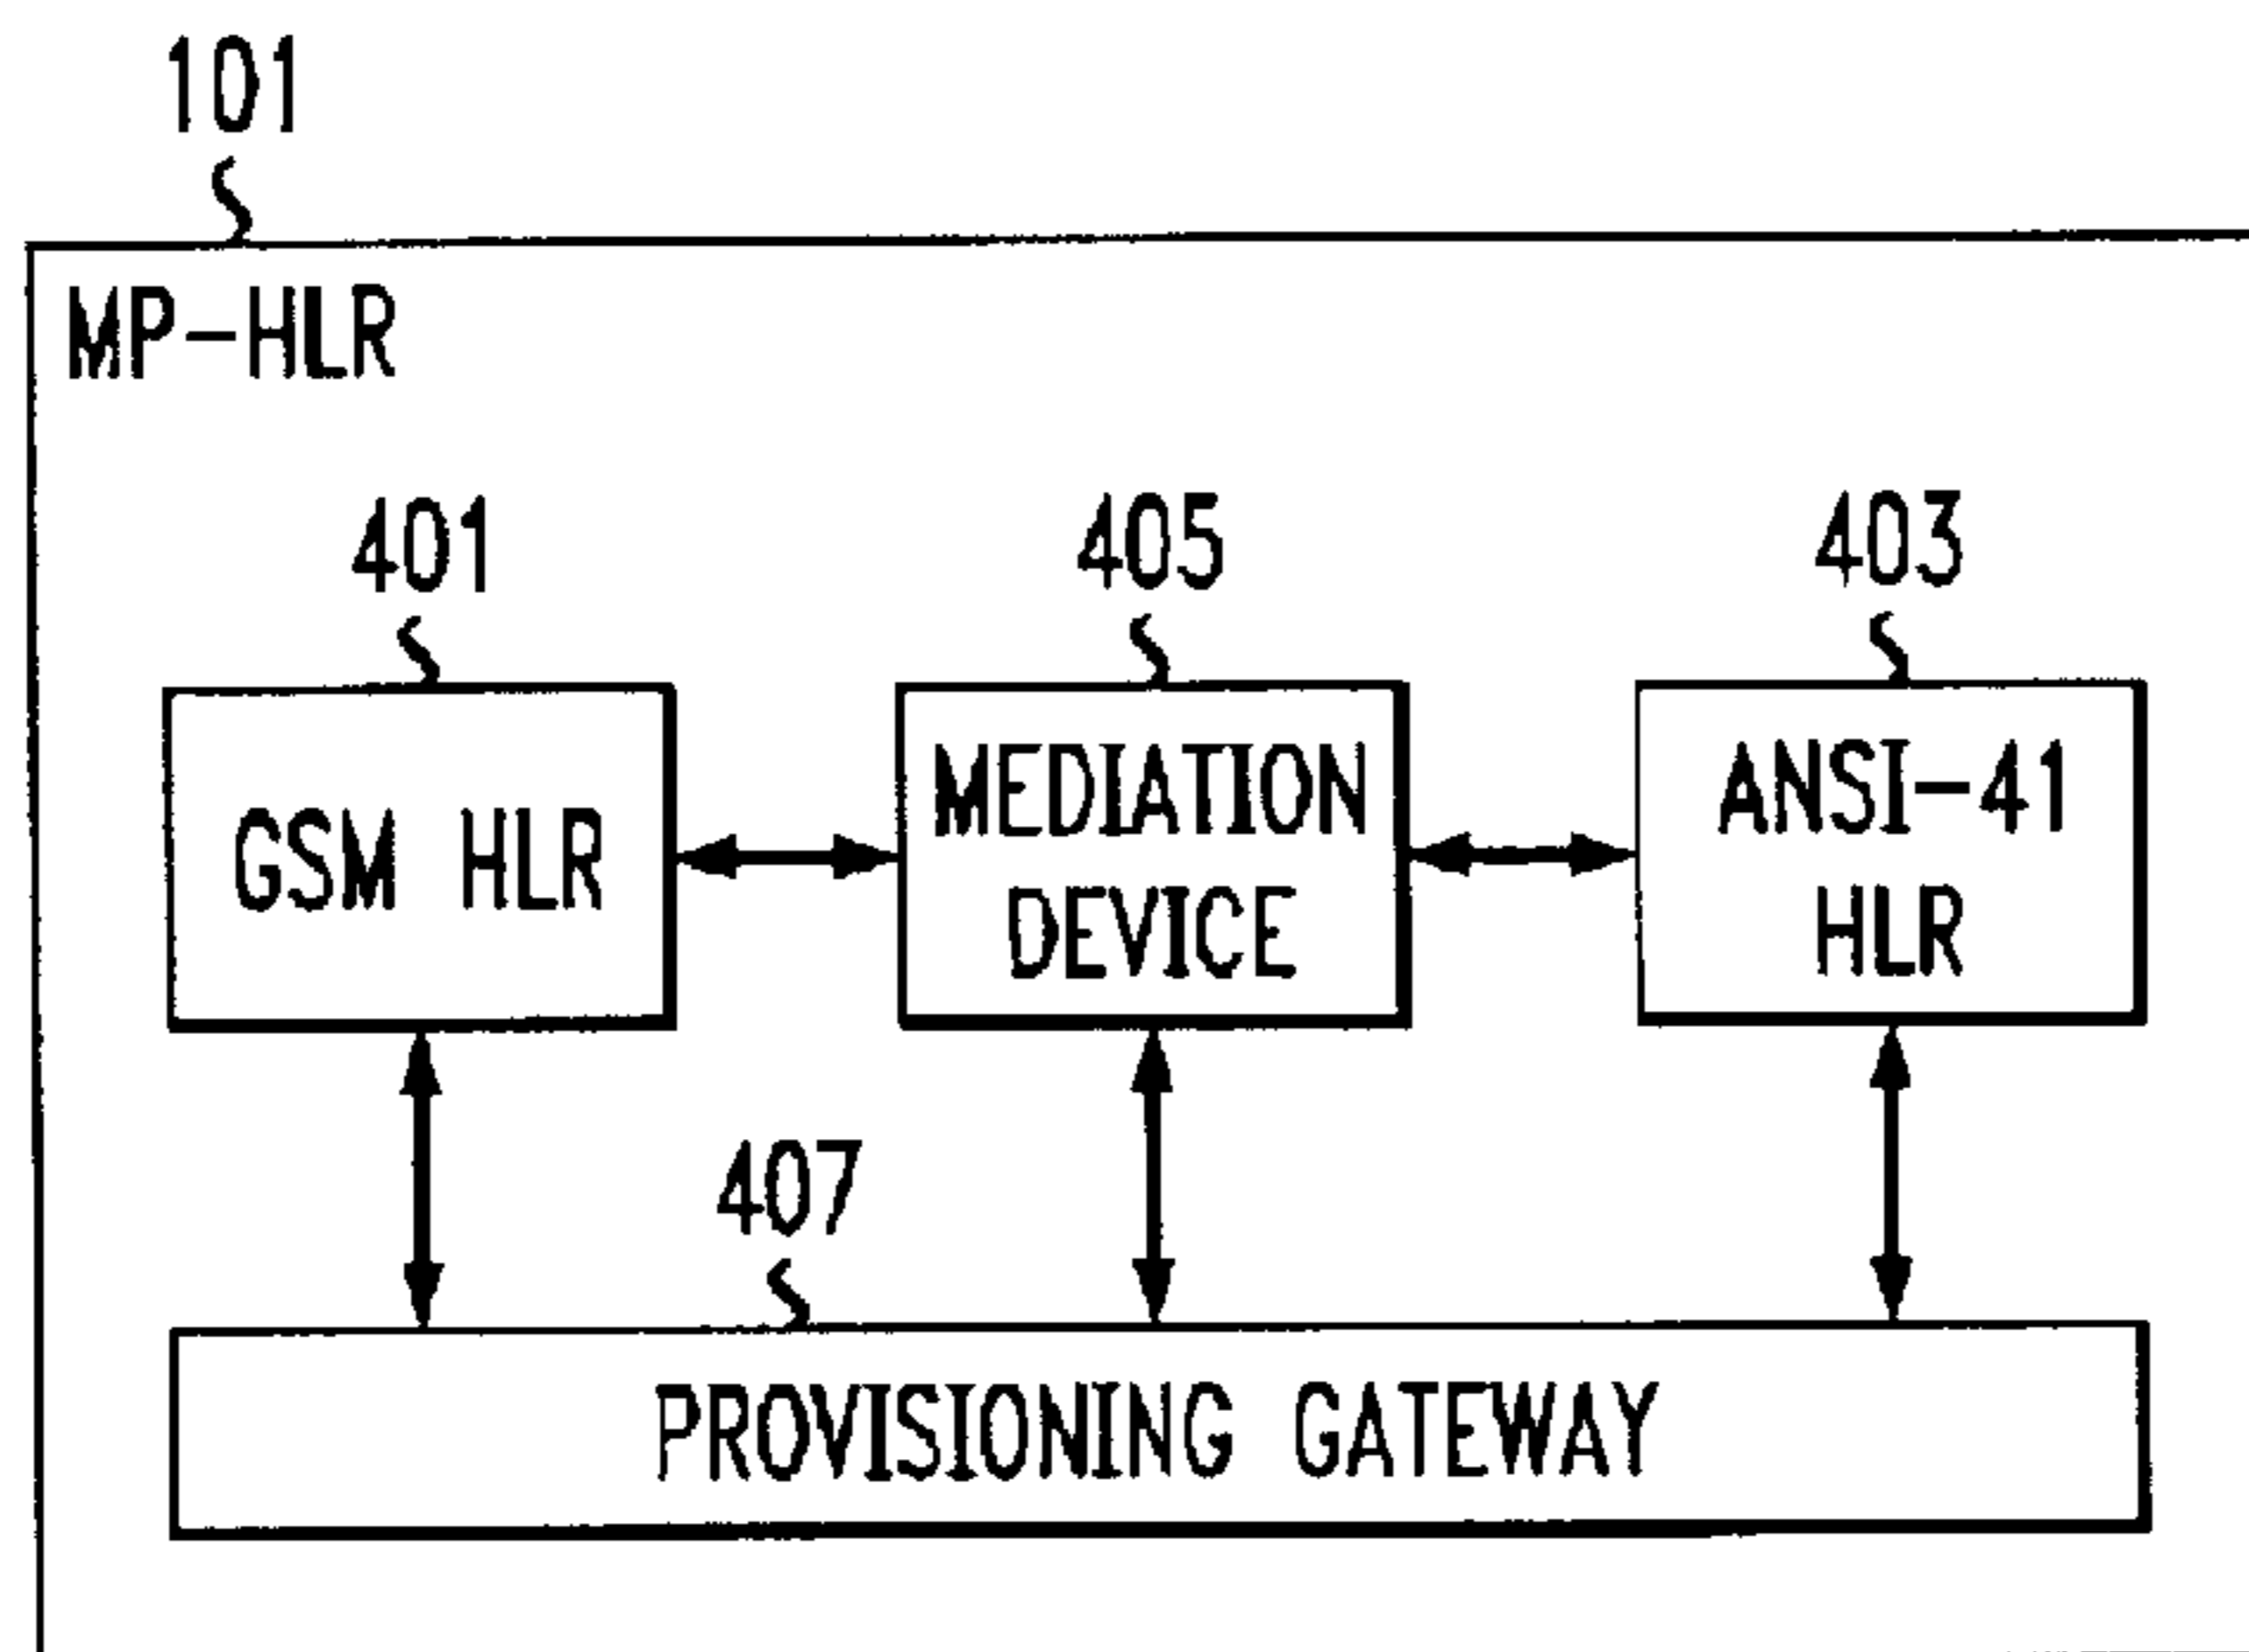 101
MP-HLR
401
405
403
GSM HLR
MEDIATION
DEVICE
ANSI-41
HLR
407
PROVISIONING GATEWAY